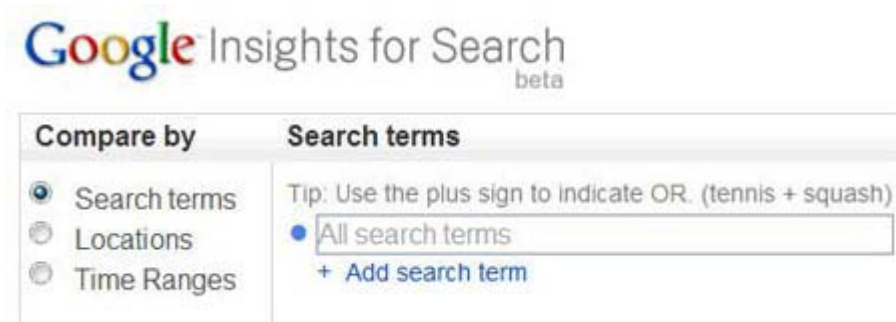 Google Insights for Search
beta
Compare by
Search terms
Search terms
Locations
Time Ranges
Tip: Use the plus sign to indicate OR. (tennis + squash)
All search terms
+ Add search term